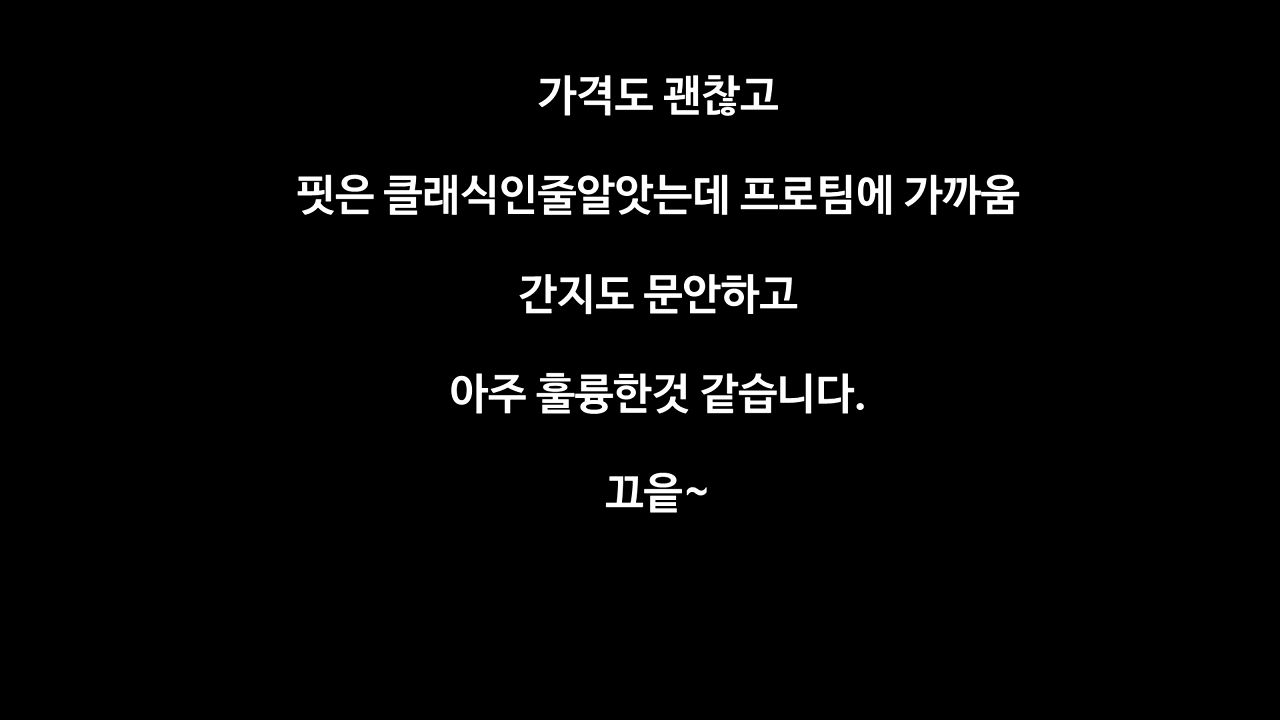 가격도 괜찮고
핏은 클래식인줄알앗는데 프로팀에 가까움
간지도 문안하고
아주 훌륭한것 같습니다.
끄읕~